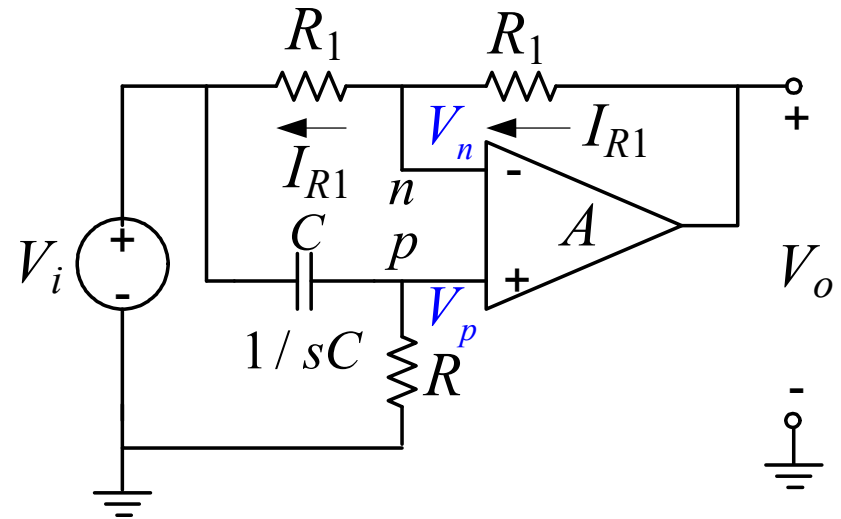 R1 R1
+
Vn IR1
IR1 n -
C p A
Vi + - + Vo
Vp
1 / sC R
-